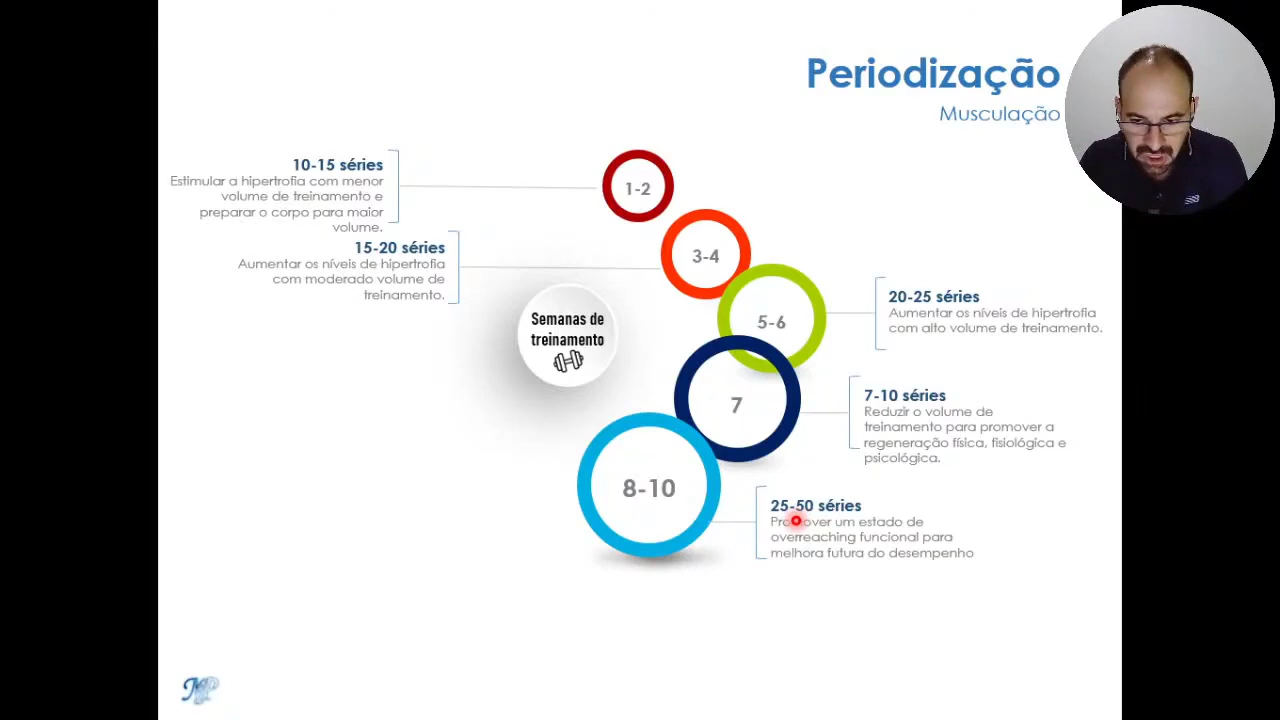 Periodização
Musculação
10-15 séries
Estimular a hipertrofia com menor
volume de treinamento e
preparar o corpo para maior
volume.
1-2
15-20 séries
Aumentar os níveis de hipertrofia
com moderado volume de
treinamento.
3-4
20-25 séries
Aumentar os níveis de hipertrofia
com alto volume de treinamento.
5-6
Semanas de
treinamento
7-10 séries
Reduzir o volume de
treinamento para promover a
regeneração física, fisiológica e
psicológica.
7
8-10
25-50 séries
Promover um estado de
overreaching funcional para
melhora futura do desempenho